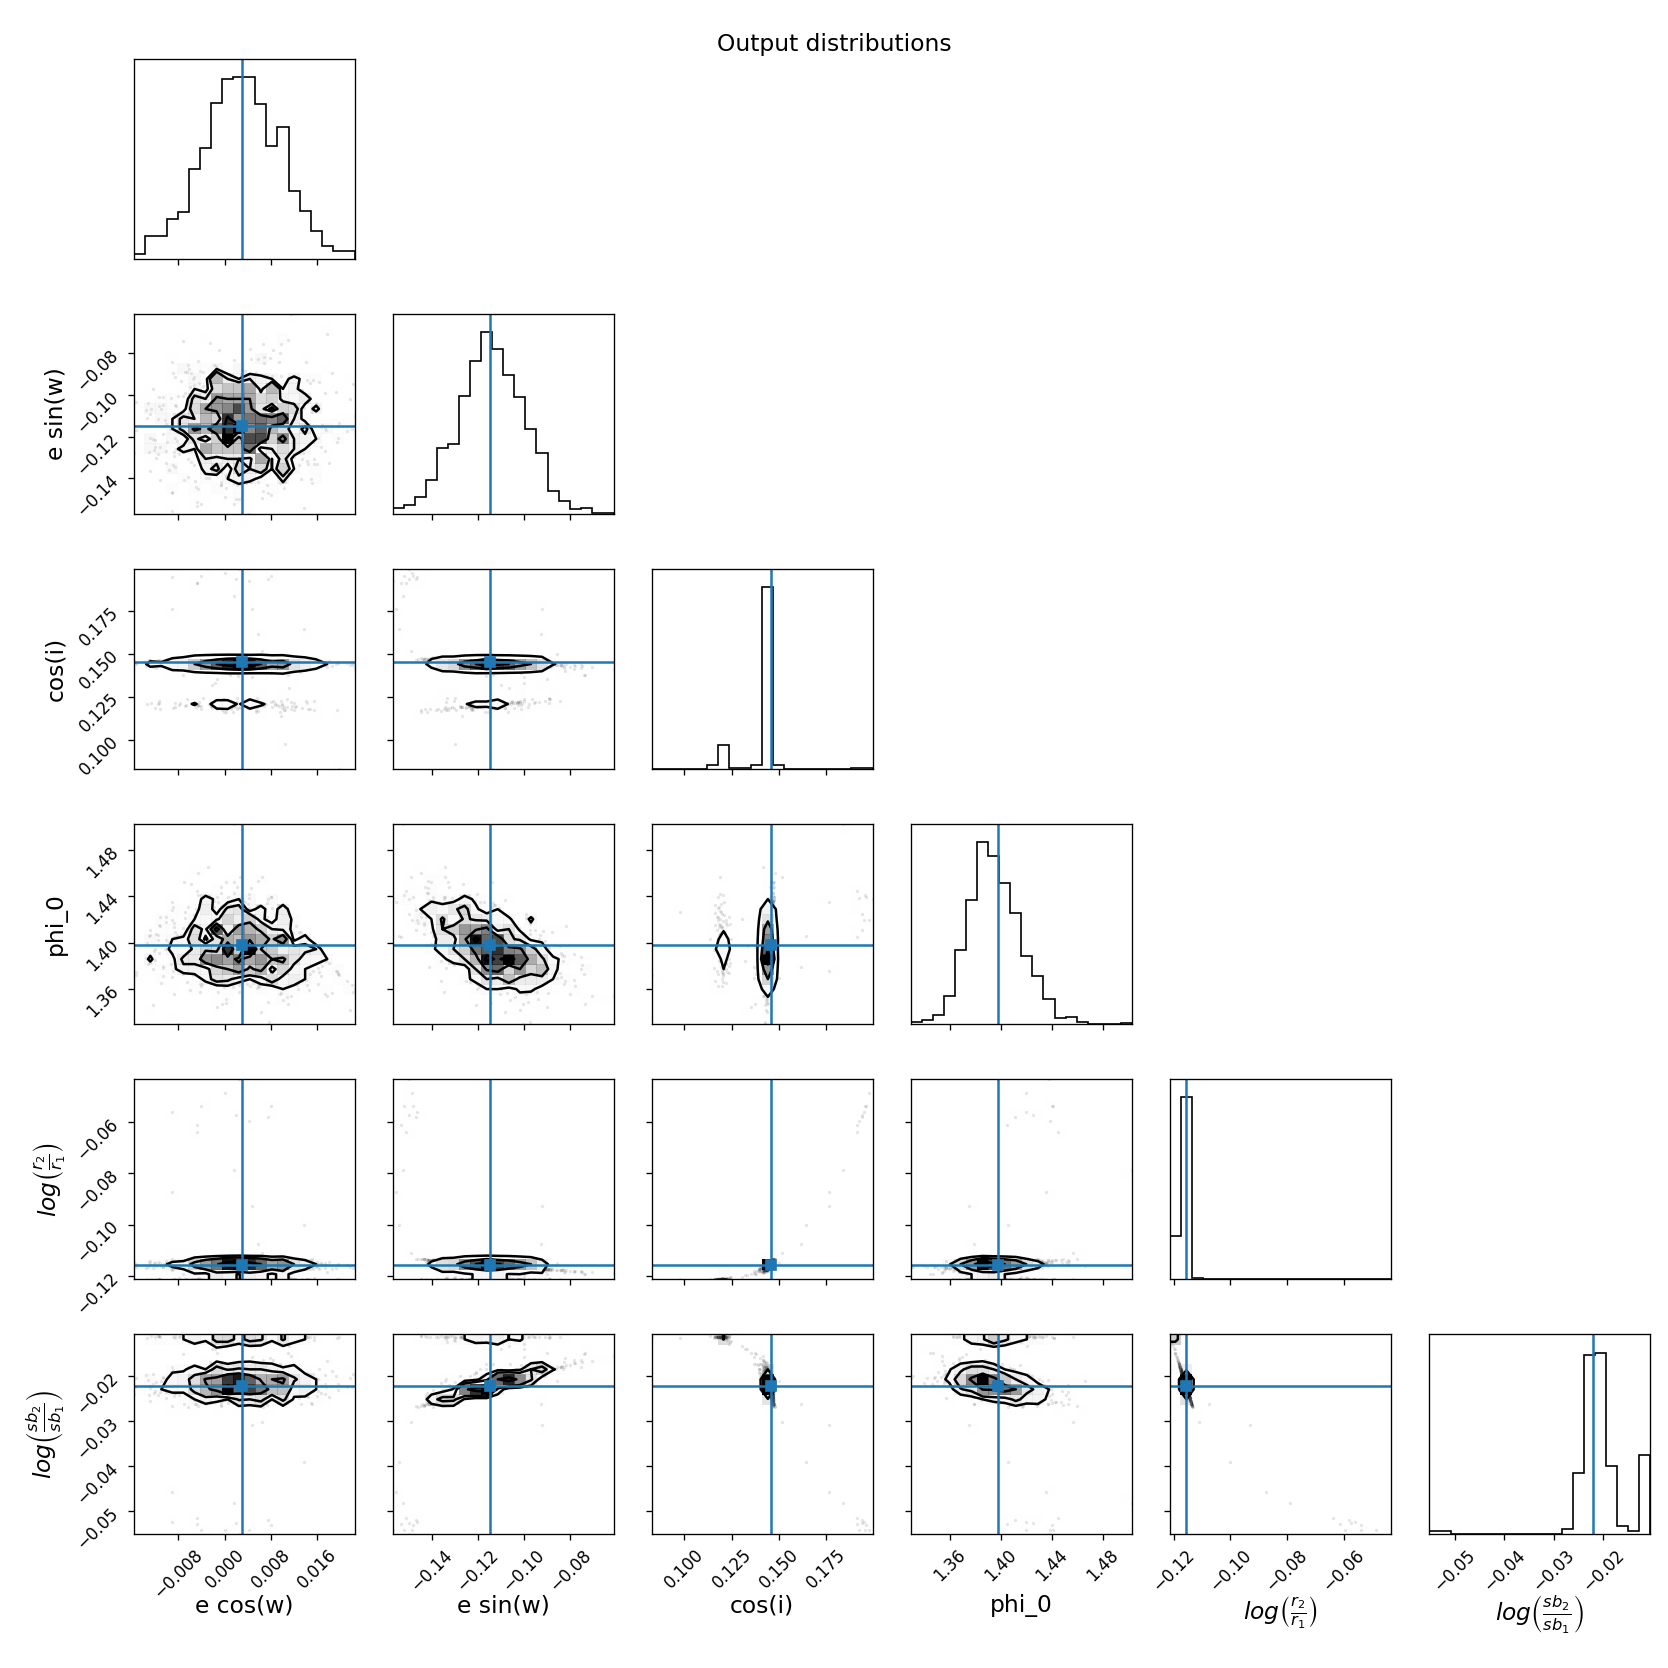 Output distributions
e sin(w)
−0.08
−0.10
−0.12
−0.14
cos(i)
0.175
0.150
0.125
0.100
phi_0
1.48
1.44
1.40
1.36
log(r₂/r₁)
−0.06
−0.08
−0.10
−0.12
log(sb₂/sb₁)
−0.02
−0.03
−0.04
−0.05
−0.008 0.000 0.008 0.016
−0.14 −0.12 −0.10 −0.08
0.100 0.125 0.150 0.175
1.36 1.40 1.44 1.48
−0.12 −0.10 −0.08 −0.06
−0.05 −0.04 −0.03 −0.02
e cos(w)
e sin(w)
cos(i)
phi_0
log(r₂/r₁)
log(sb₂/sb₁)